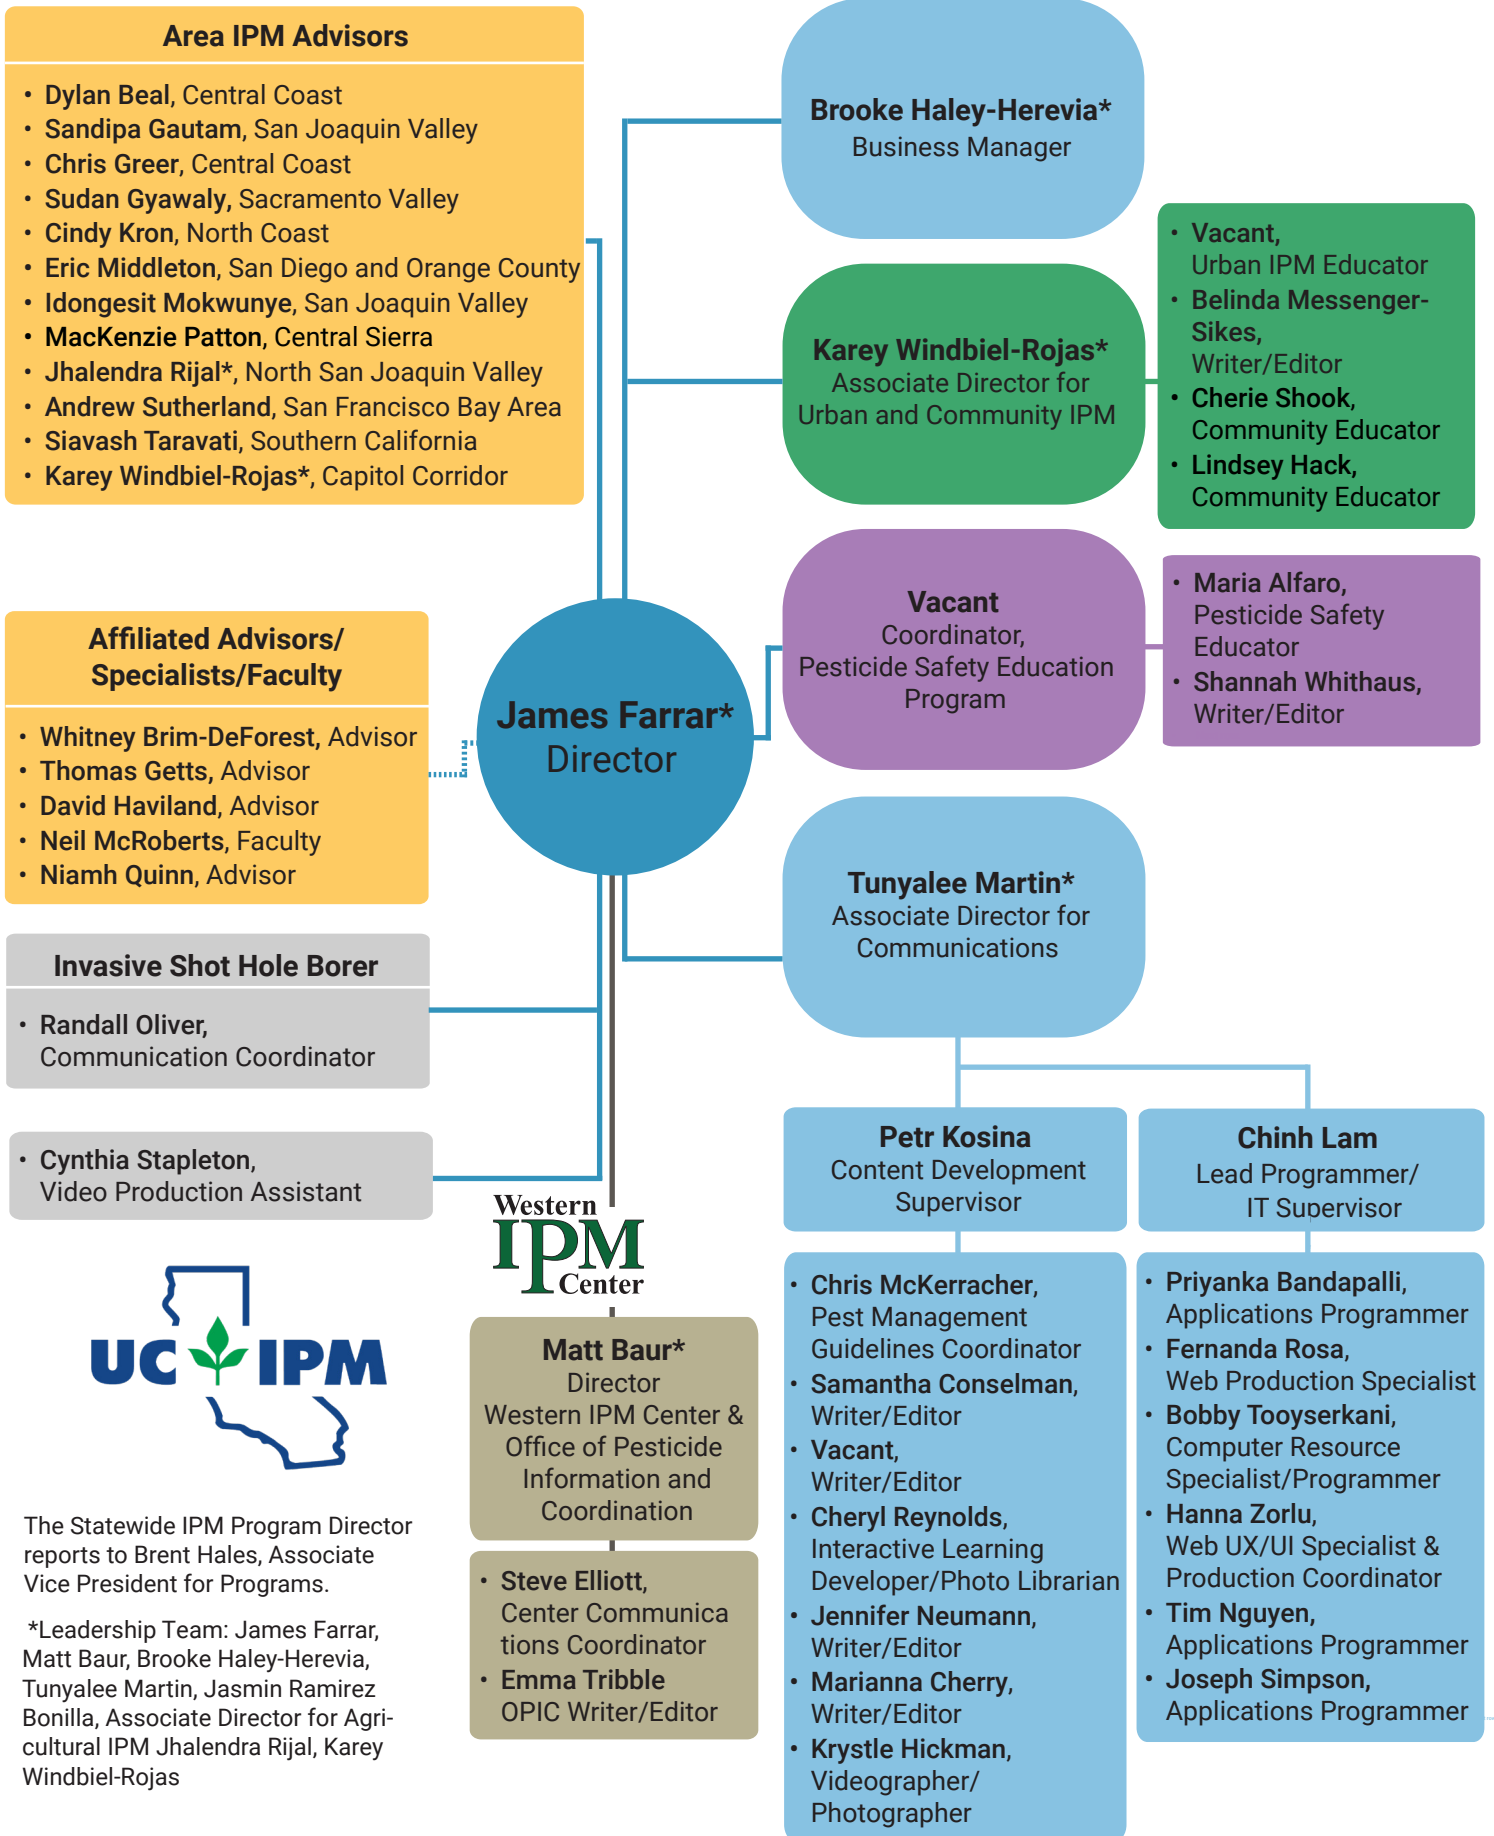 Area IPM Advisors
• Dylan Beal, Central Coast
• Sandipa Gautam, San Joaquin Valley
• Chris Greer, Central Coast
• Sudan Gyawaly, Sacramento Valley
• Cindy Kron, North Coast
• Eric Middleton, San Diego and Orange County
• Idongesit Mokwunye, San Joaquin Valley
• MacKenzie Patton, Central Sierra
• Jhalendra Rijal*, North San Joaquin Valley
• Andrew Sutherland, San Francisco Bay Area
• Siavash Taravati, Southern California
• Karey Windbiel-Rojas*, Capitol Corridor
Brooke Haley-Herevia*
Business Manager
Karey Windbiel-Rojas*
Associate Director for
Urban and Community IPM
• Vacant,
Urban IPM Educator
• Belinda Messenger-
Sikes,
Writer/Editor
• Cherie Shook,
Community Educator
• Lindsey Hack,
Community Educator
Vacant
Coordinator,
Pesticide Safety Education
Program
• Maria Alfaro,
Pesticide Safety
Educator
• Shannah Whithaus,
Writer/Editor
James Farrar*
Director
Affiliated Advisors/
Specialists/Faculty
• Whitney Brim-DeForest, Advisor
• Thomas Getts, Advisor
• David Haviland, Advisor
• Neil McRoberts, Faculty
• Niamh Quinn, Advisor
Invasive Shot Hole Borer
• Randall Oliver,
Communication Coordinator
• Cynthia Stapleton,
Video Production Assistant
Tunyalee Martin*
Associate Director for
Communications
Petr Kosina
Content Development
Supervisor
• Chris McKerracher,
Pest Management
Guidelines Coordinator
• Samantha Conselman,
Writer/Editor
• Vacant,
Writer/Editor
• Cheryl Reynolds,
Interactive Learning
Developer/Photo Librarian
• Jennifer Neumann,
Writer/Editor
• Marianna Cherry,
Writer/Editor
• Krystle Hickman,
Videographer/
Photographer
Chinh Lam
Lead Programmer/
IT Supervisor
• Priyanka Bandapalli,
Applications Programmer
• Fernanda Rosa,
Web Production Specialist
• Bobby Tooyserkani,
Computer Resource
Specialist/Programmer
• Hanna Zorlu,
Web UX/UI Specialist &
Production Coordinator
• Tim Nguyen,
Applications Programmer
• Joseph Simpson,
Applications Programmer
Western
IPM
Center
Matt Baur*
Director
Western IPM Center &
Office of Pesticide
Information and
Coordination
• Steve Elliott,
Center Communica
tions Coordinator
• Emma Tribble
OPIC Writer/Editor
UC IPM
The Statewide IPM Program Director
reports to Brent Hales, Associate
Vice President for Programs.
*Leadership Team: James Farrar,
Matt Baur, Brooke Haley-Herevia,
Tunyalee Martin, Jasmin Ramirez
Bonilla, Associate Director for Agri-
cultural IPM Jhalendra Rijal, Karey
Windbiel-Rojas